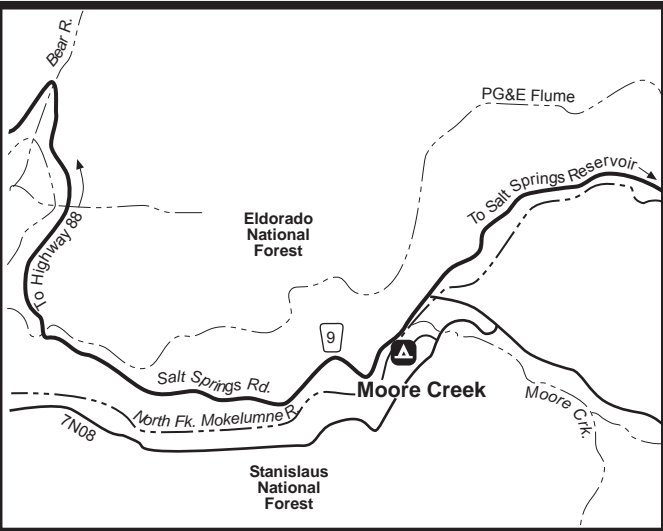 Bear R.
PG&E Flume
To Salt Springs Reservoir
To Highway 88
Eldorado
National
Forest
9
Salt Springs Rd.
Moore Creek
North Fk. Mokelumne R.
Moore Crk.
7N08
Stanislaus
National
Forest